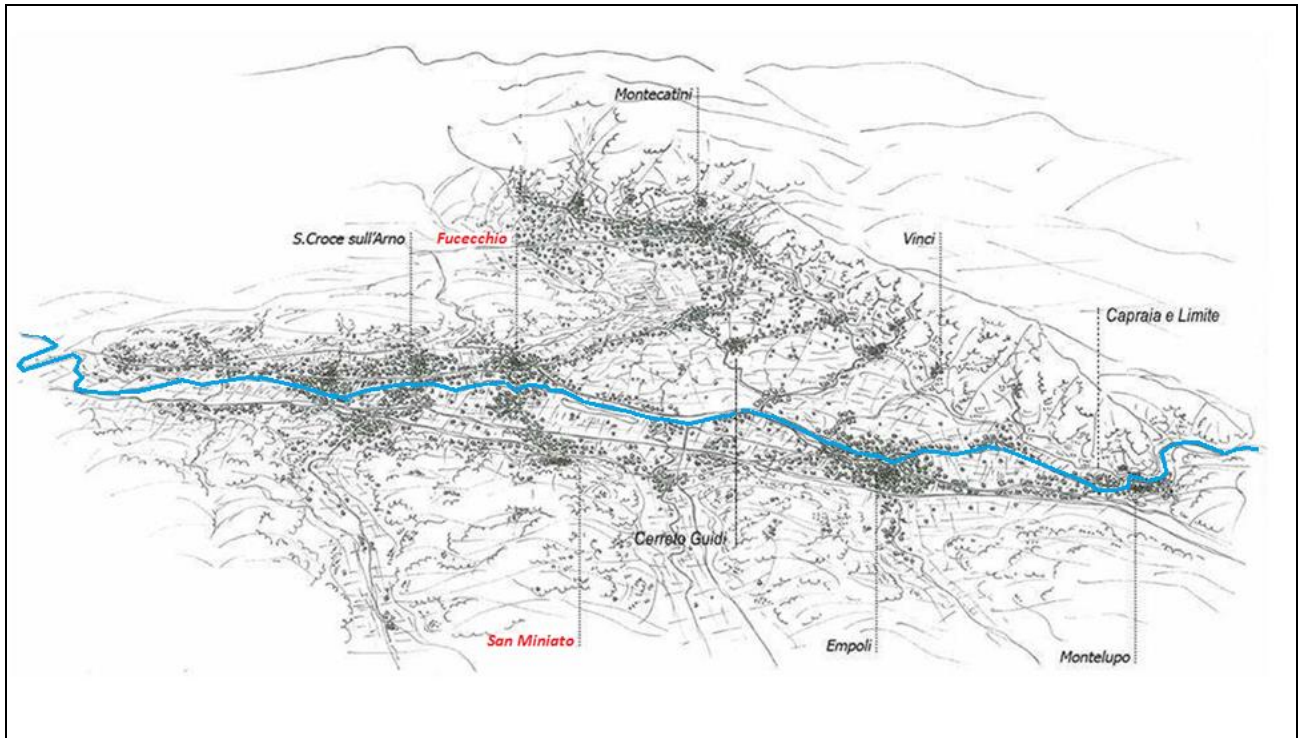 Montecatini
S.Croce sull'Arno
Fucecchio
Vinci
Capraia e Limite
Cerreto Guidi
San Miniato
Empoli
Montelupo